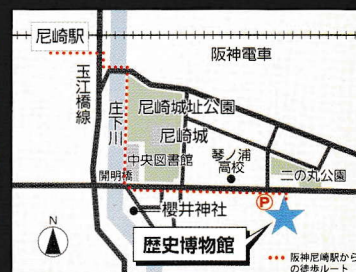 尼崎駅
阪神電車
玉江橋線
庄下川
尼崎城址公園
尼崎城
中央図書館
琴ノ浦
高校
二の丸公園
開明橋
P
櫻井神社
N
歴史博物館
阪神尼崎駅から
の徒歩ルート